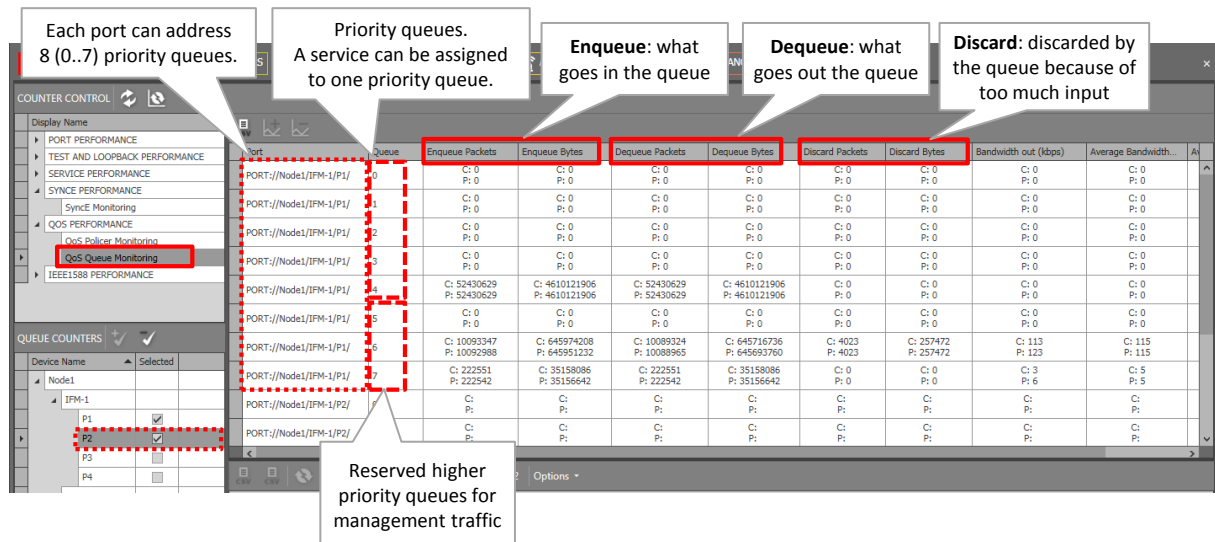 Each port can address
8 (0..7) priority queues.
Priority queues.
A service can be assigned
to one priority queue.
Enqueue: what
goes in the queue
Dequeue: what
goes out the queue
Discard: discarded by
the queue because of
too much input
COUNTER CONTROL
Display Name
PORT PERFORMANCE
TEST AND LOOPBACK PERFORMANCE
SERVICE PERFORMANCE
SYNCE PERFORMANCE
SyncE Monitoring
QOS PERFORMANCE
QoS Policer Monitoring
QoS Queue Monitoring
IEEE1588 PERFORMANCE
QUEUE COUNTERS
Device Name Selected
Node1
IFM-1
P1
P2
P3
P4
CSV
Port Queue Enqueue Packets Enqueue Bytes Dequeue Packets Dequeue Bytes Discard Packets Discard Bytes Bandwidth out (kbps) Average Bandwidth... Av
PORT://Node1/IFM-1/P1/ 0 C: 0 C: 0 C: 0 C: 0 C: 0 C: 0 C: 0 C: 0
P: 0 P: 0 P: 0 P: 0 P: 0 P: 0 P: 0 P: 0
PORT://Node1/IFM-1/P1/ 1 C: 0 C: 0 C: 0 C: 0 C: 0 C: 0 C: 0 C: 0
P: 0 P: 0 P: 0 P: 0 P: 0 P: 0 P: 0 P: 0
PORT://Node1/IFM-1/P1/ 2 C: 0 C: 0 C: 0 C: 0 C: 0 C: 0 C: 0 C: 0
P: 0 P: 0 P: 0 P: 0 P: 0 P: 0 P: 0 P: 0
PORT://Node1/IFM-1/P1/ 3 C: 0 C: 0 C: 0 C: 0 C: 0 C: 0 C: 0 C: 0
P: 0 P: 0 P: 0 P: 0 P: 0 P: 0 P: 0 P: 0
PORT://Node1/IFM-1/P1/ 4 C: 52430629 C: 4610121906 C: 52430629 C: 4610121906 C: 0 C: 0 C: 0 C: 0
P: 52430629 P: 4610121906 P: 52430629 P: 4610121906 P: 0 P: 0 P: 0 P: 0
PORT://Node1/IFM-1/P1/ 5 C: 0 C: 0 C: 0 C: 0 C: 0 C: 0 C: 0 C: 0
P: 0 P: 0 P: 0 P: 0 P: 0 P: 0 P: 0 P: 0
PORT://Node1/IFM-1/P1/ 6 C: 10093347 C: 645974208 C: 10089324 C: 645716736 C: 4023 C: 257472 C: 113 C: 115
P: 10092988 P: 645951232 P: 10088965 P: 645693760 P: 4023 P: 257472 P: 123 P: 115
PORT://Node1/IFM-1/P1/ 7 C: 222551 C: 35158086 C: 222551 C: 35158086 C: 0 C: 0 C: 3 C: 5
P: 222542 P: 35156642 P: 222542 P: 35156642 P: 0 P: 0 P: 6 P: 5
PORT://Node1/IFM-1/P2/ C: C: C: C: C: C: C: C:
P: P: P: P: P: P: P: P:
PORT://Node1/IFM-1/P2/ C: C: C: C: C: C: C: C:
P: P: P: P: P: P: P: P:
CSV CSV Options
Reserved higher
priority queues for
management traffic